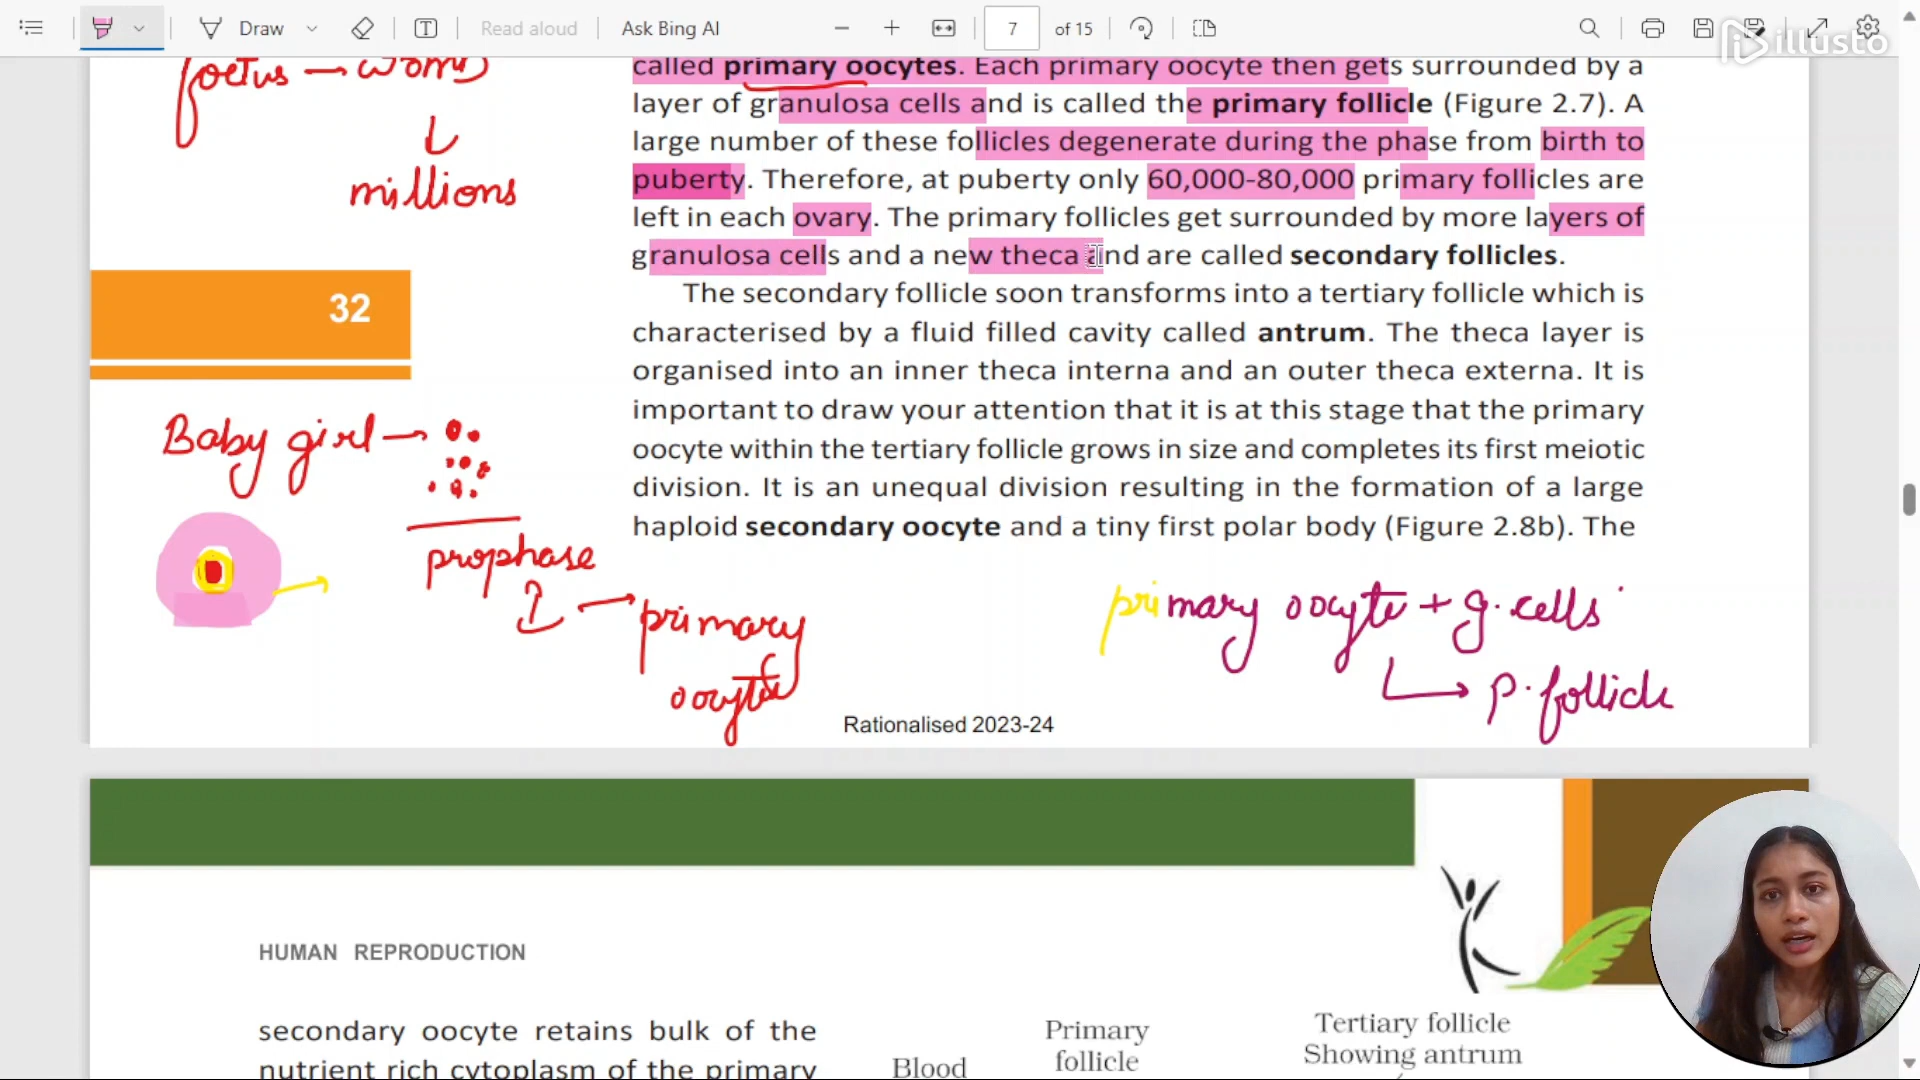 Read aloud
Draw
Ask Bing AI
7
of 15
illusto
foetus → womb
millions
called primary oocytes. Each primary oocyte then gets surrounded by a
layer of granulosa cells and is called the primary follicle (Figure 2.7). A
large number of these follicles degenerate during the phase from birth to
puberty. Therefore, at puberty only 60,000-80,000 primary follicles are
left in each ovary. The primary follicles get surrounded by more layers of
granulosa cells and a new theca and are called secondary follicles.
32
The secondary follicle soon transforms into a tertiary follicle which is
characterised by a fluid filled cavity called antrum. The theca layer is
organised into an inner theca interna and an outer theca externa. It is
important to draw your attention that it is at this stage that the primary
oocyte within the tertiary follicle grows in size and completes its first meiotic
division. It is an unequal division resulting in the formation of a large
haploid secondary oocyte and a tiny first polar body (Figure 2.8b). The
Baby girl →
prophase
I → primary
oocyte
primary oocyte + g. cells
→ p. follicle
Rationalised 2023-24
HUMAN REPRODUCTION
secondary oocyte retains bulk of the
nutrient rich cytoplasm of the primary
Blood
Primary
follicle
Tertiary follicle
Showing antrum